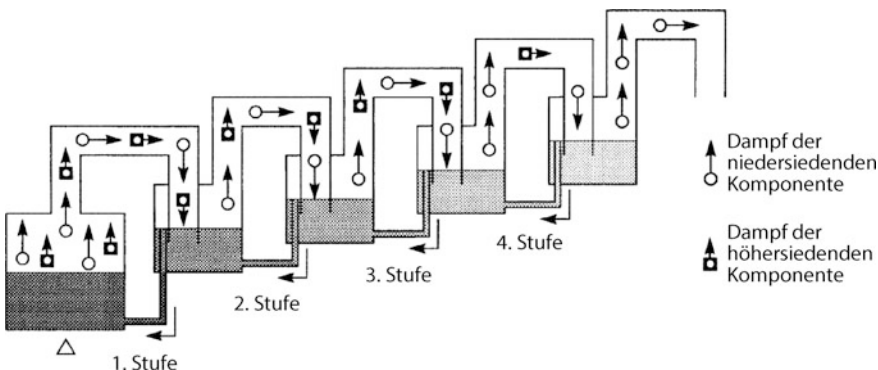 Dampf der
niedersiedenden
Komponente
Dampf der
höhersiedenden
Komponente
4. Stufe
3. Stufe
2. Stufe
1. Stufe